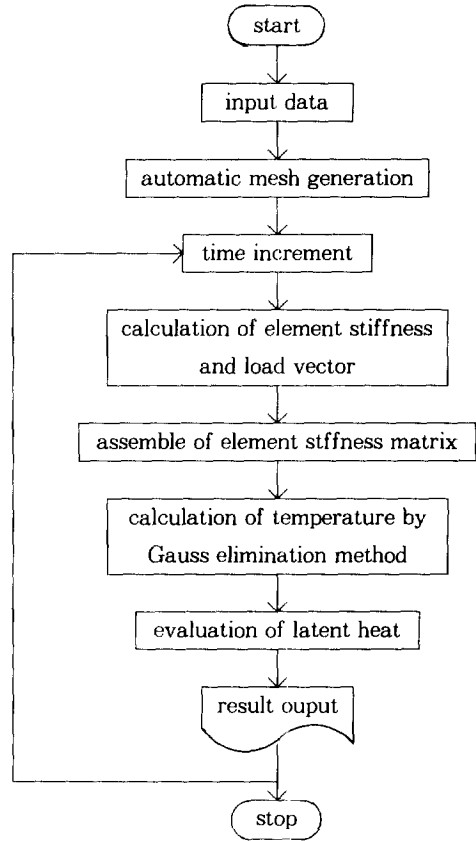 start
input data
automatic mesh generation
time increment
calculation of element stiffness
and load vector
assemble of element stffness matrix
calculation of temperature by
Gauss elimination method
evaluation of latent heat
result ouput
stop